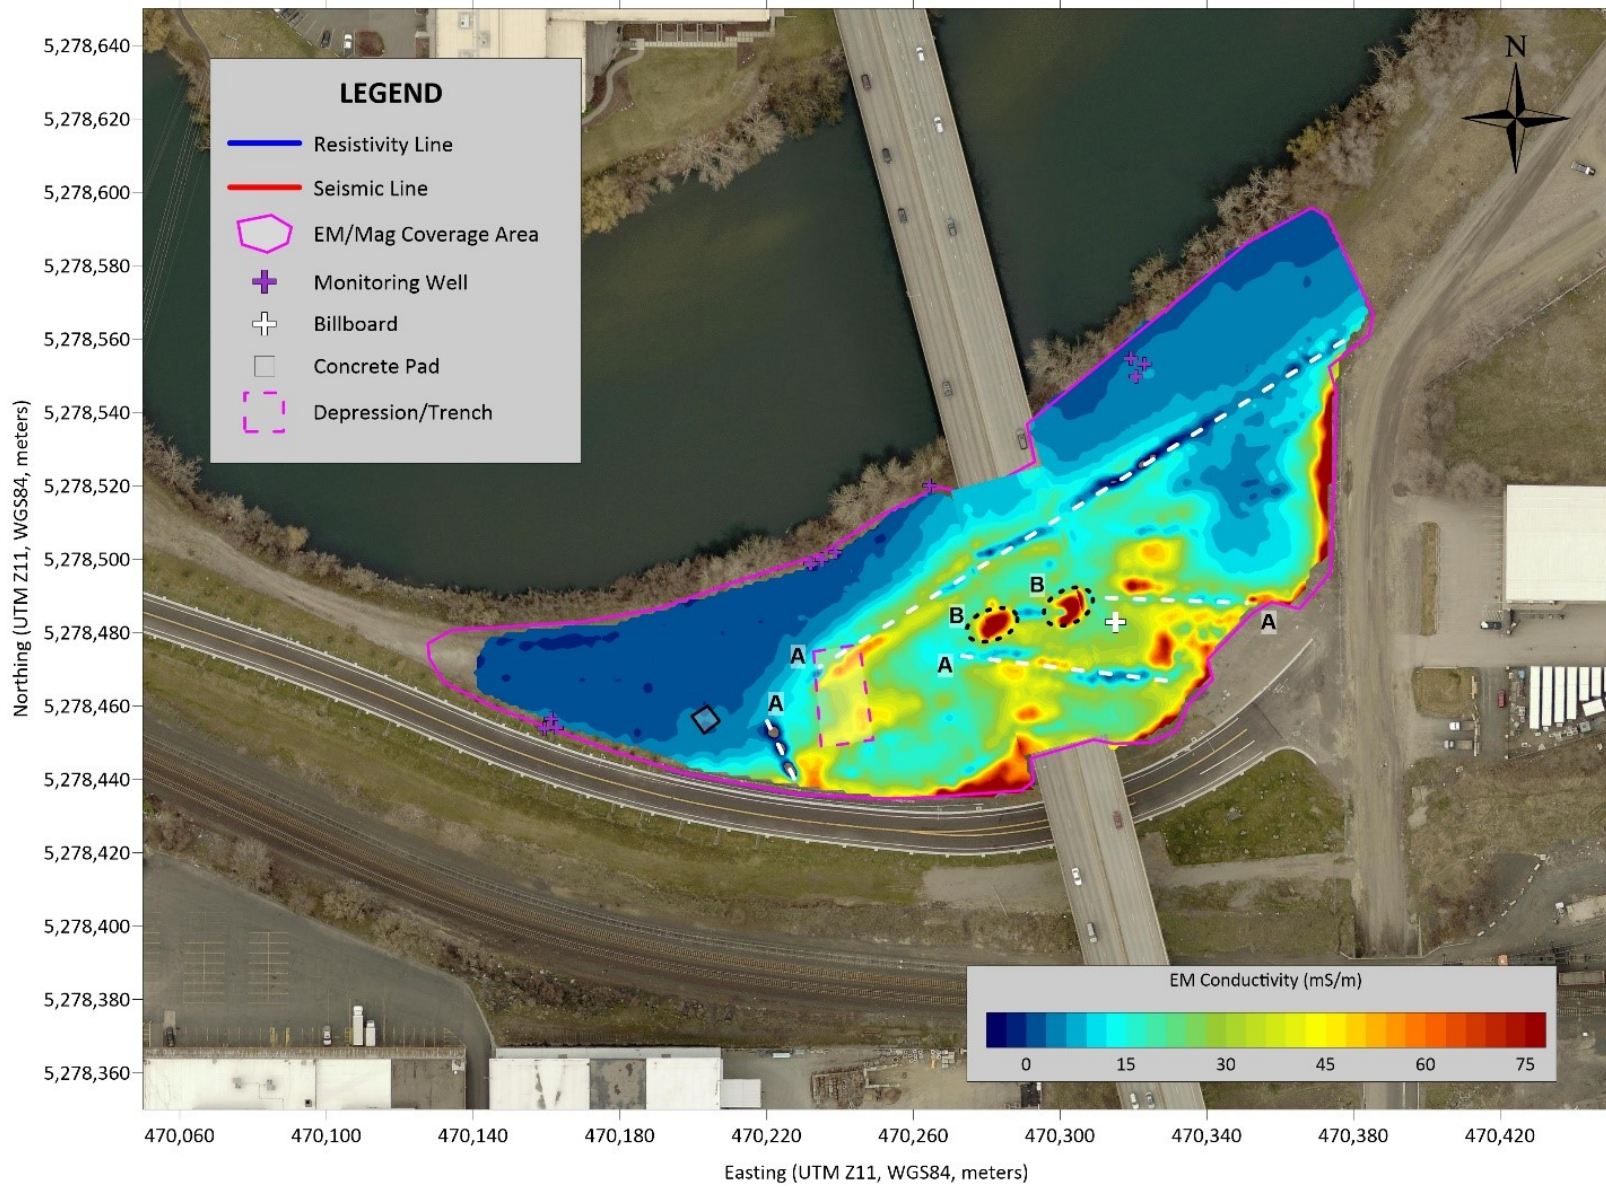 5,278,640
5,278,620
5,278,600
5,278,580
5,278,560
5,278,540
5,278,520
5,278,500
5,278,480
5,278,460
5,278,440
5,278,420
5,278,400
5,278,380
5,278,360
Northing (UTM Z11, WGS84, meters)
LEGEND
Resistivity Line
Seismic Line
EM/Mag Coverage Area
Monitoring Well
Billboard
Concrete Pad
Depression/Trench
N
B
B
A
A
A
A
EM Conductivity (mS/m)
0 15 30 45 60 75
470,060 470,100 470,140 470,180 470,220 470,260 470,300 470,340 470,380 470,420
Easting (UTM Z11, WGS84, meters)